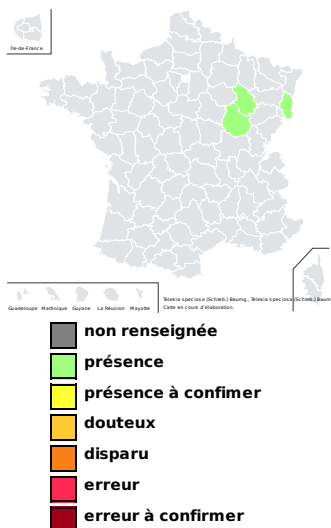 Île-de-France
Guadeloupe Martinique Guyane La Réunion Mayotte
Telekia speciosa (Schreb.) Baumg., Telekia speciosa (Schreb.) Baum
Carte en cours d'élaboration.
non renseignée
présence
présence à confimer
douteux
disparu
erreur
erreur à confirmer